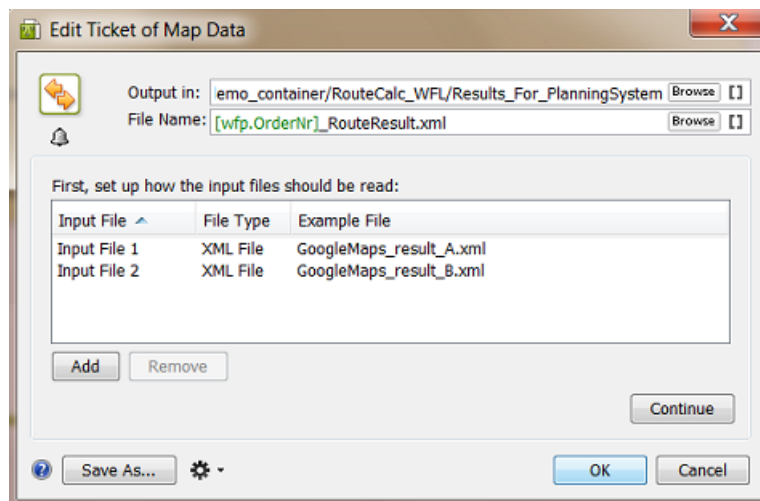 Edit Ticket of Map Data
Output in: emo_container/RouteCalc_WFL/Results_For_PlanningSystem Browse []
File Name: [wfp.OrderNr]_RouteResult.xml Browse []
First, set up how the input files should be read:
Input File File Type Example File
Input File 1 XML File GoogleMaps_result_A.xml
Input File 2 XML File GoogleMaps_result_B.xml
Add Remove
Continue
? Save As... OK Cancel